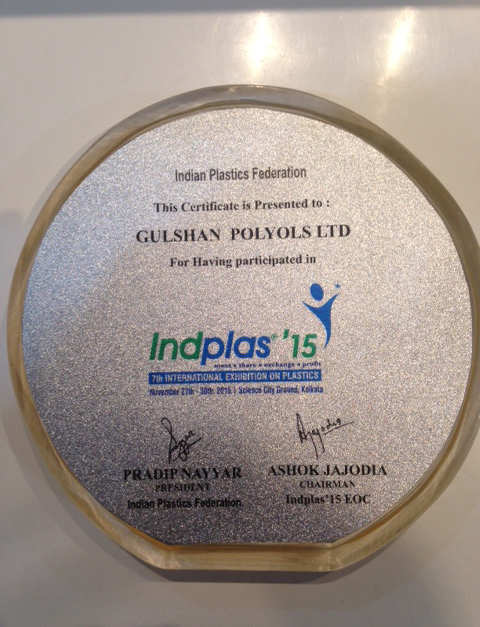 Indian Plastics Federation
This Certificate is Presented to :
GULSHAN POLYOLS LTD
For Having participated in
Indplas '15
meet • share • exchange • profit
7th INTERNATIONAL EXHIBITION ON PLASTICS
November 27th - 30th, 2015 | Science City Ground, Kolkata
PRADIP NAYYAR
PRESIDENT
Indian Plastics Federation
ASHOK JAJODIA
CHAIRMAN
Indplas'15 EOC